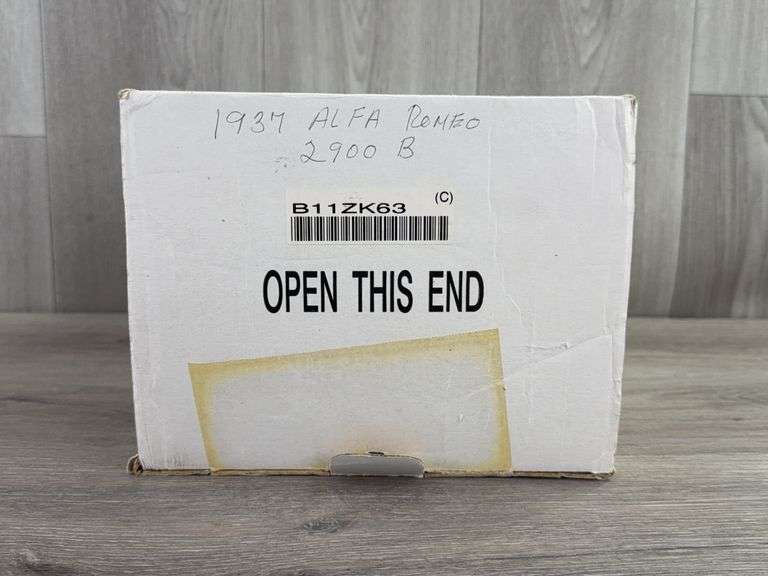 1937 ALFA ROMEO
2900 B
B11ZK63 (C)
OPEN THIS END